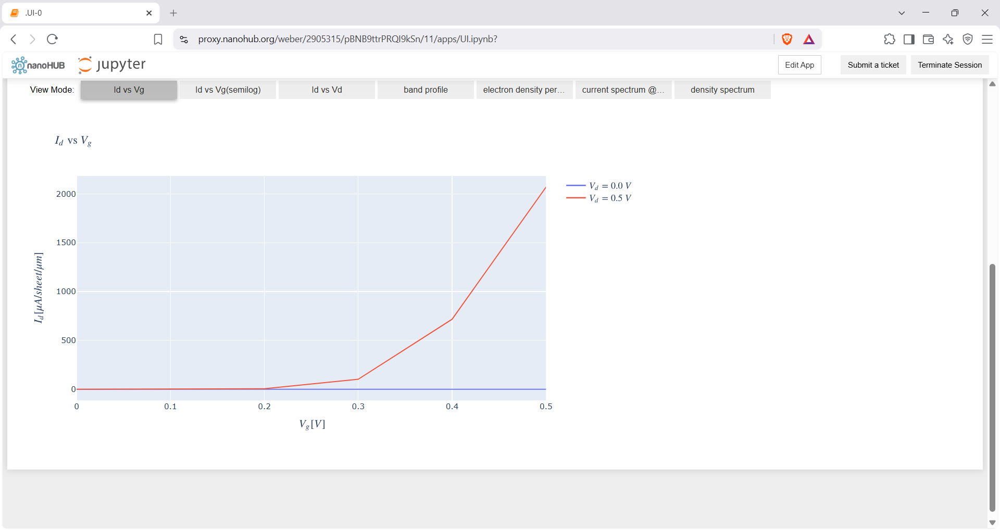 .UI-0
proxy.nanohub.org/weber/2905315/pBNB9ttrPRQI9kSn/11/apps/UI.ipynb?
nanoHUB jupyter Edit App Submit a ticket Terminate Session
View Mode: Id vs Vg Id vs Vg(semilog) Id vs Vd band profile electron density per... current spectrum @... density spectrum
I_d vs V_g
V_d = 0.0 V
V_d = 0.5 V
2000
1500
1000
500
0
I_d[μA/sheet/μm]
0 0.1 0.2 0.3 0.4 0.5
V_g[V]